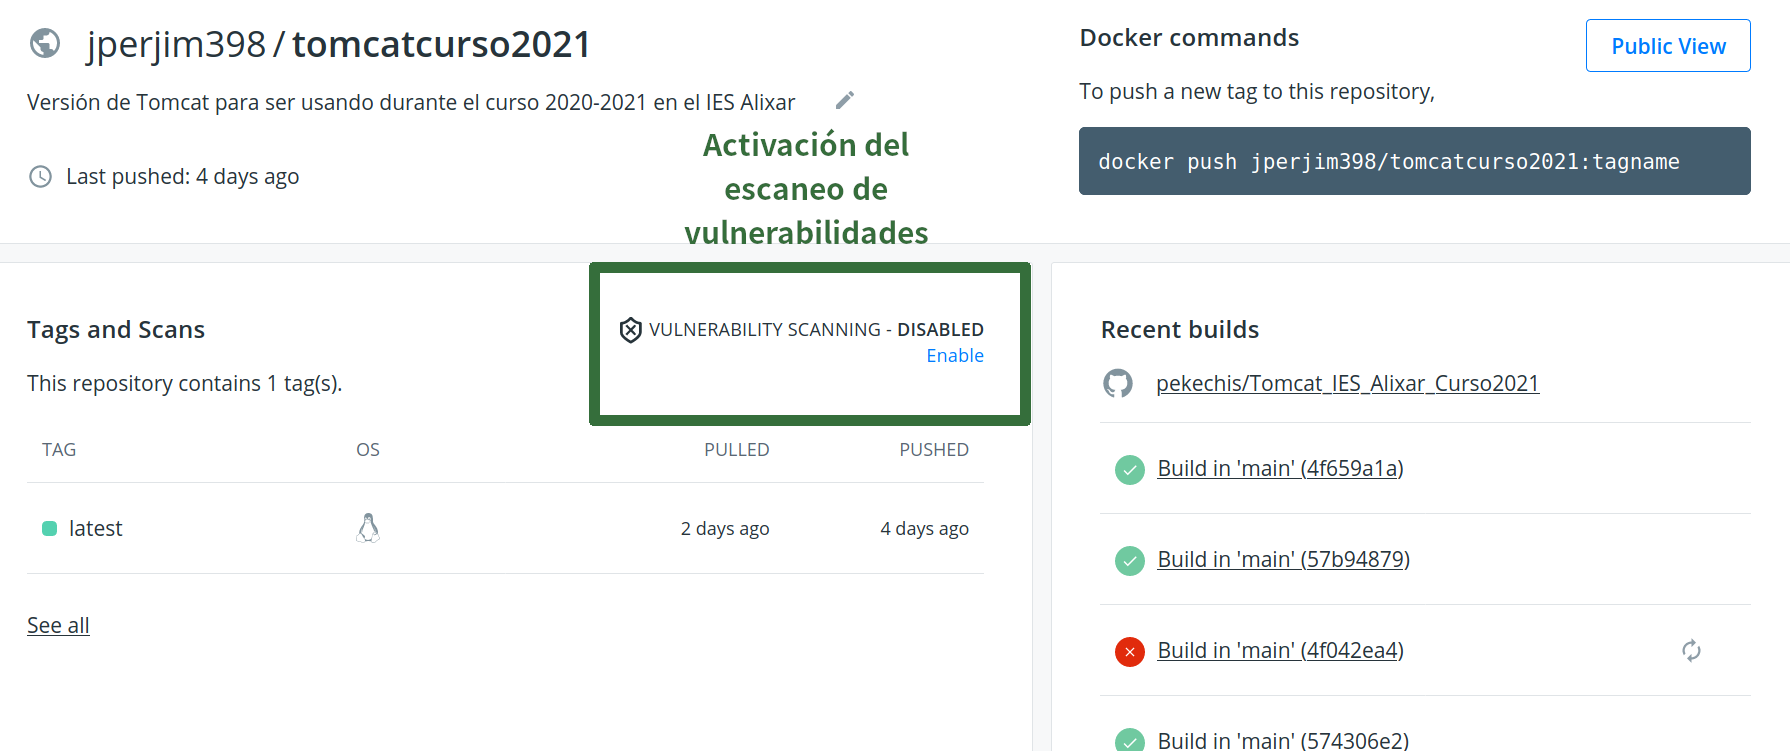 jperjim398 / tomcatcurso2021
Versión de Tomcat para ser usando durante el curso 2020-2021 en el IES Alixar
Last pushed: 4 days ago
Docker commands
Public View
To push a new tag to this repository,
docker push jperjim398/tomcatcurso2021:tagname
Activación del
escaneo de
vulnerabilidades
Tags and Scans
VULNERABILITY SCANNING - DISABLED
Enable
This repository contains 1 tag(s).
TAG OS PULLED PUSHED
latest 2 days ago 4 days ago
See all
Recent builds
pekechis/Tomcat_IES_Alixar_Curso2021
Build in 'main' (4f659a1a)
Build in 'main' (57b94879)
Build in 'main' (4f042ea4)
Build in 'main' (574306e2)